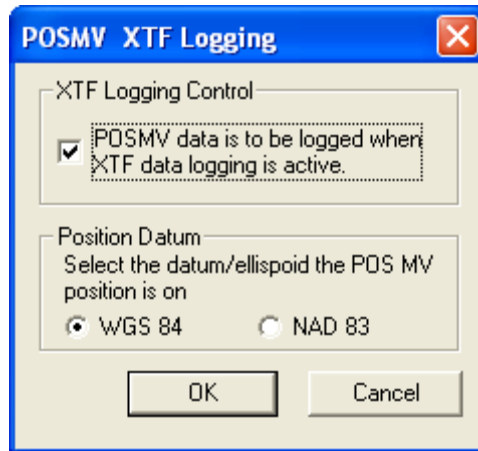 POSMV XTF Logging
XTF Logging Control
POSMV data is to be logged when
XTF data logging is active.
Position Datum
Select the datum/ellispoid the POS MV
position is on
WGS 84 NAD 83
OK Cancel